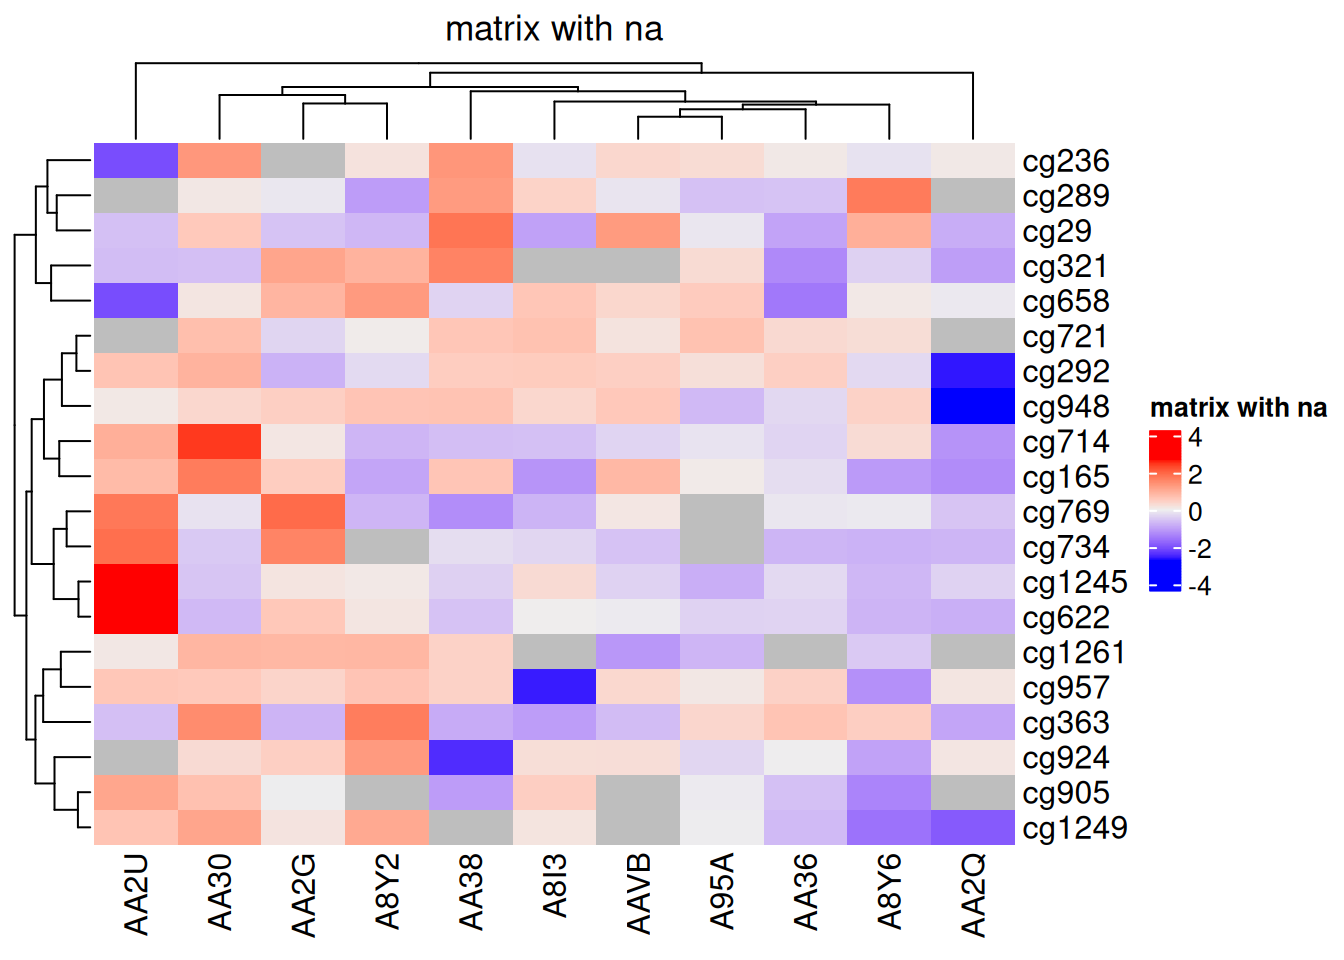 matrix with na
cg236
cg289
cg29
cg321
cg658
cg721
cg292
cg948
cg714
cg165
cg769
cg734
cg1245
cg622
cg1261
cg957
cg363
cg924
cg905
cg1249
matrix with na
4
2
0
-2
-4
AA2U
AA30
AA2G
A8Y2
AA38
A8I3
AAVB
A95A
AA36
A8Y6
AA2Q